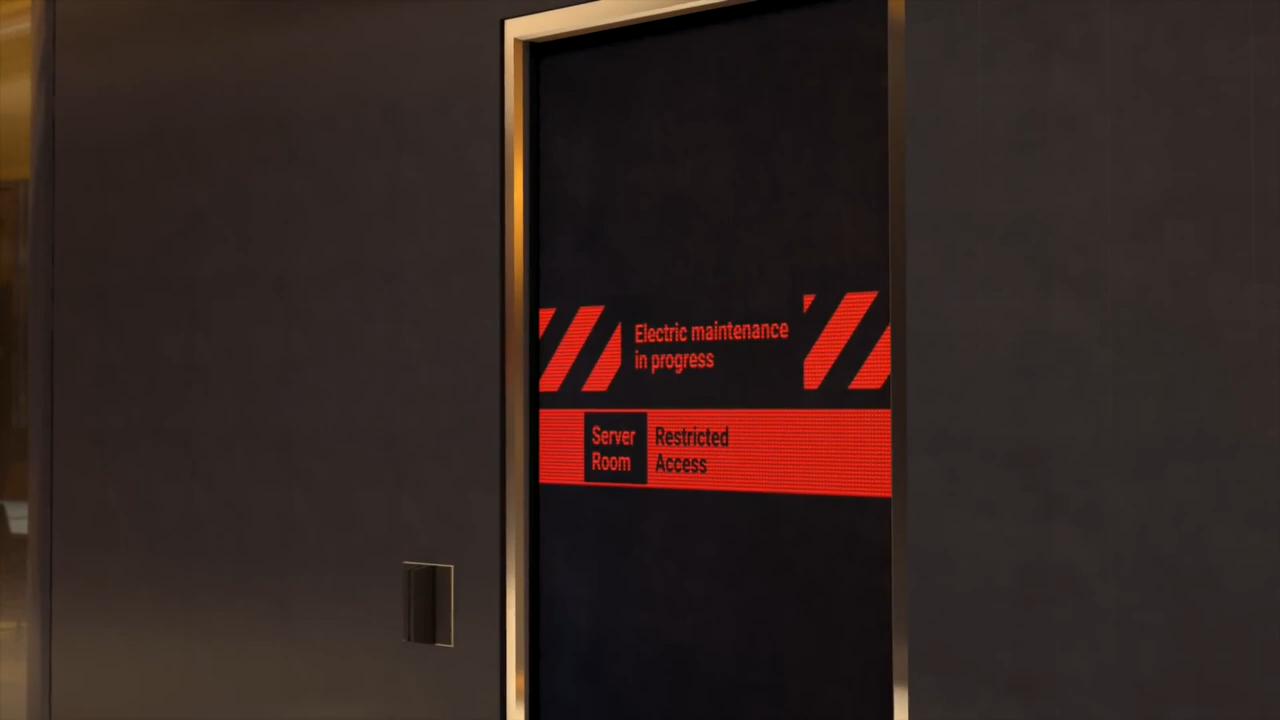 Electric maintenance
in progress
Server
Room
Restricted
Access